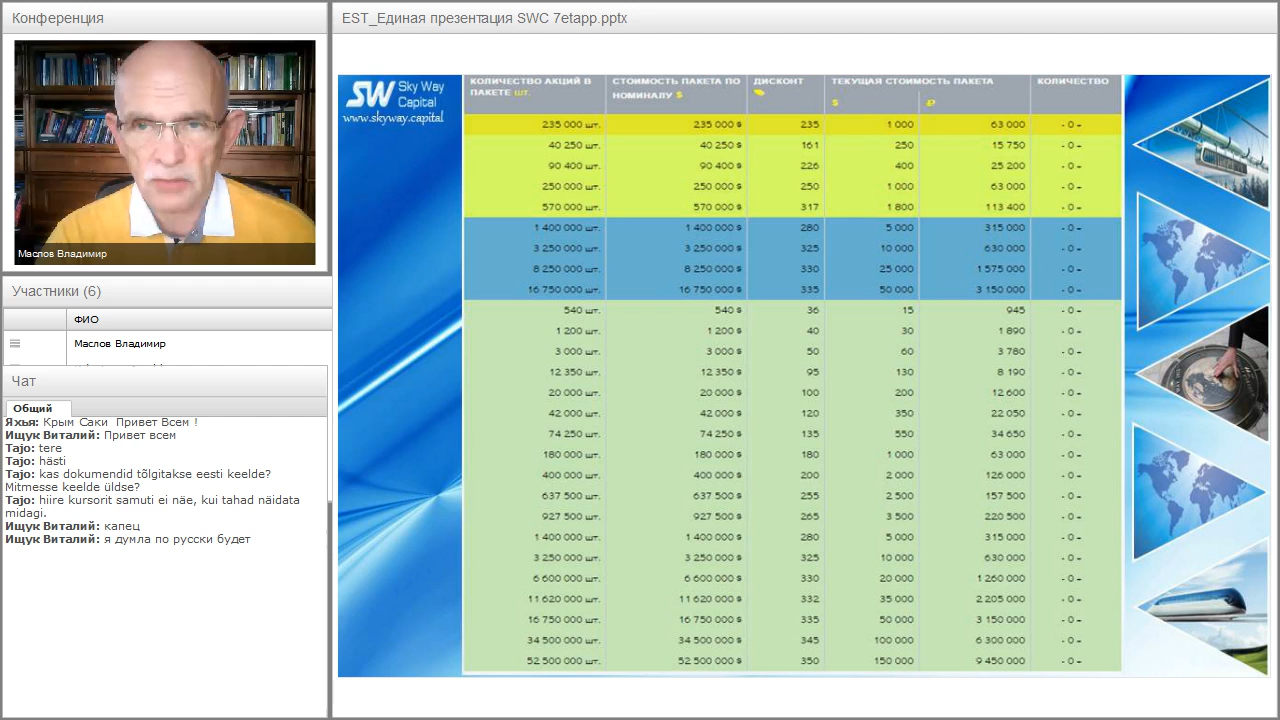 Конференция
Маслов Владимир
Участники (6)
ФИО
Маслов Владимир
Чат
Общий
Яхья: Крым Саки Привет Всем !
Ищук Виталий: Привет всем
Tajo: tere
Tajo: hästi
Tajo: kas dokumendid tõlgitakse eesti keelde?
Mitmesse keelde üldse?
Tajo: hiire kursorit samuti ei näe, kui tahad näidata
midagi.
Ищук Виталий: капец
Ищук Виталий: я думла по русски будет
EST_Единая презентация SWC 7etapp.pptx
SW Sky Way
Capital
www.skyway.capital
КОЛИЧЕСТВО АКЦИЙ В ПАКЕТЕ ШТ. СТОИМОСТЬ ПАКЕТА ПО НОМИНАЛУ $ ДИСКОНТ ТЕКУЩАЯ СТОИМОСТЬ ПАКЕТА КОЛИЧЕСТВО
$ ₽
235 000 шт. 235 000 $ 235 1 000 63 000 - 0 -
40 250 шт. 40 250 $ 161 250 15 750 - 0 -
90 400 шт. 90 400 $ 226 400 25 200 - 0 -
250 000 шт. 250 000 $ 250 1 000 63 000 - 0 -
570 000 шт. 570 000 $ 317 1 800 113 400 - 0 -
1 400 000 шт. 1 400 000 $ 280 5 000 315 000 - 0 -
3 250 000 шт. 3 250 000 $ 325 10 000 630 000 - 0 -
8 250 000 шт. 8 250 000 $ 330 25 000 1 575 000 - 0 -
16 750 000 шт. 16 750 000 $ 335 50 000 3 150 000 - 0 -
540 шт. 540 $ 36 15 945 - 0 -
1 200 шт. 1 200 $ 40 30 1 890 - 0 -
3 000 шт. 3 000 $ 50 60 3 780 - 0 -
12 350 шт. 12 350 $ 95 130 8 190 - 0 -
20 000 шт. 20 000 $ 100 200 12 600 - 0 -
42 000 шт. 42 000 $ 120 350 22 050 - 0 -
74 250 шт. 74 250 $ 135 550 34 650 - 0 -
180 000 шт. 180 000 $ 180 1 000 63 000 - 0 -
400 000 шт. 400 000 $ 200 2 000 126 000 - 0 -
637 500 шт. 637 500 $ 255 2 500 157 500 - 0 -
927 500 шт. 927 500 $ 265 3 500 220 500 - 0 -
1 400 000 шт. 1 400 000 $ 280 5 000 315 000 - 0 -
3 250 000 шт. 3 250 000 $ 325 10 000 630 000 - 0 -
6 600 000 шт. 6 600 000 $ 330 20 000 1 260 000 - 0 -
11 620 000 шт. 11 620 000 $ 332 35 000 2 205 000 - 0 -
16 750 000 шт. 16 750 000 $ 335 50 000 3 150 000 - 0 -
34 500 000 шт. 34 500 000 $ 345 100 000 6 300 000 - 0 -
52 500 000 шт. 52 500 000 $ 350 150 000 9 450 000 - 0 -